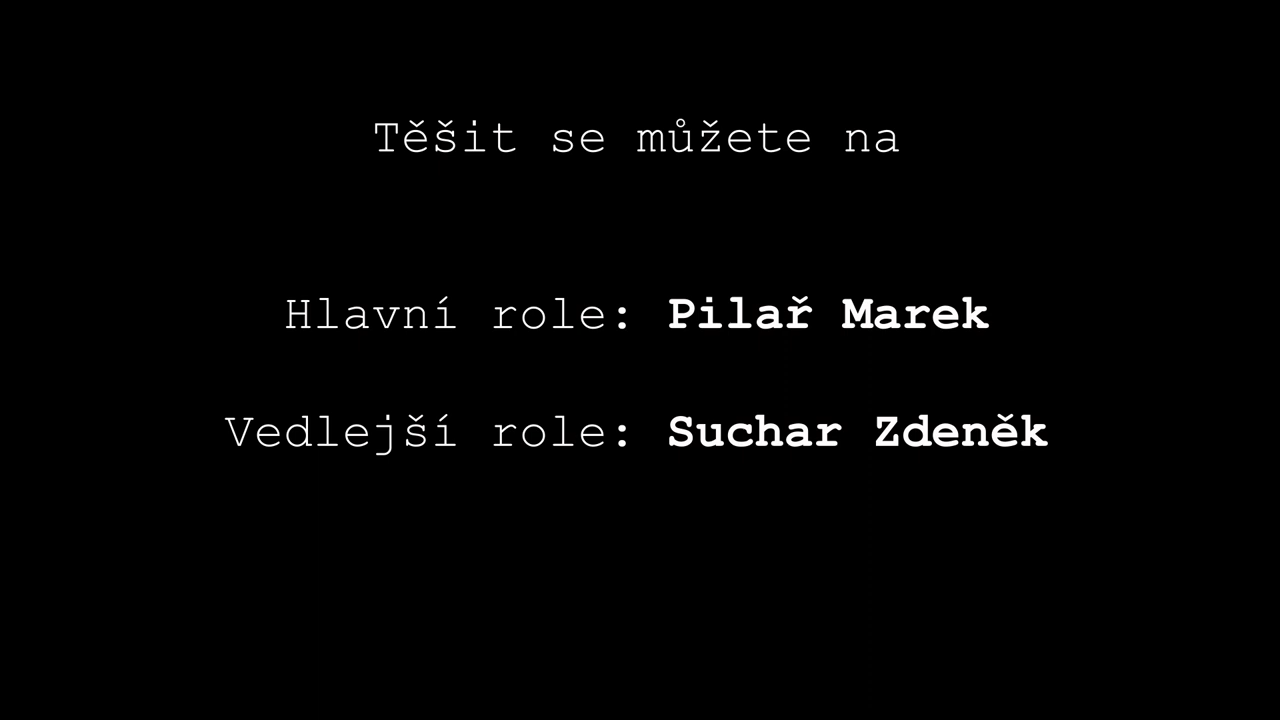 Těšit se můžete na
Hlavní role: Pilař Marek
Vedlejší role: Suchar Zdeněk